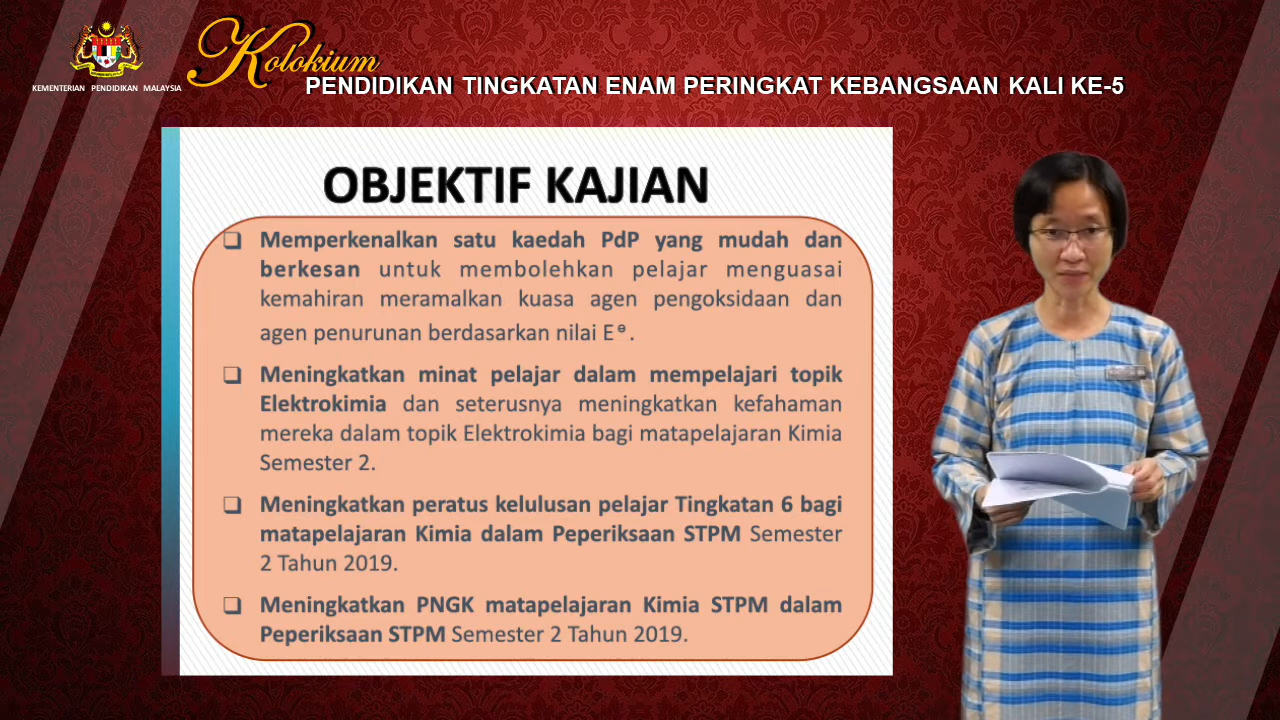 Kolokium
KEMENTERIAN PENDIDIKAN MALAYSIA
PENDIDIKAN TINGKATAN ENAM PERINGKAT KEBANGSAAN KALI KE-5
OBJEKTIF KAJIAN
❑ Memperkenalkan satu kaedah PdP yang mudah dan
berkesan untuk membolehkan pelajar menguasai
kemahiran meramalkan kuasa agen pengoksidaan dan
agen penurunan berdasarkan nilai E°.
❑ Meningkatkan minat pelajar dalam mempelajari topik
Elektrokimia dan seterusnya meningkatkan kefahaman
mereka dalam topik Elektrokimia bagi matapelajaran Kimia
Semester 2.
❑ Meningkatkan peratus kelulusan pelajar Tingkatan 6 bagi
matapelajaran Kimia dalam Peperiksaan STPM Semester
2 Tahun 2019.
❑ Meningkatkan PNGK matapelajaran Kimia STPM dalam
Peperiksaan STPM Semester 2 Tahun 2019.